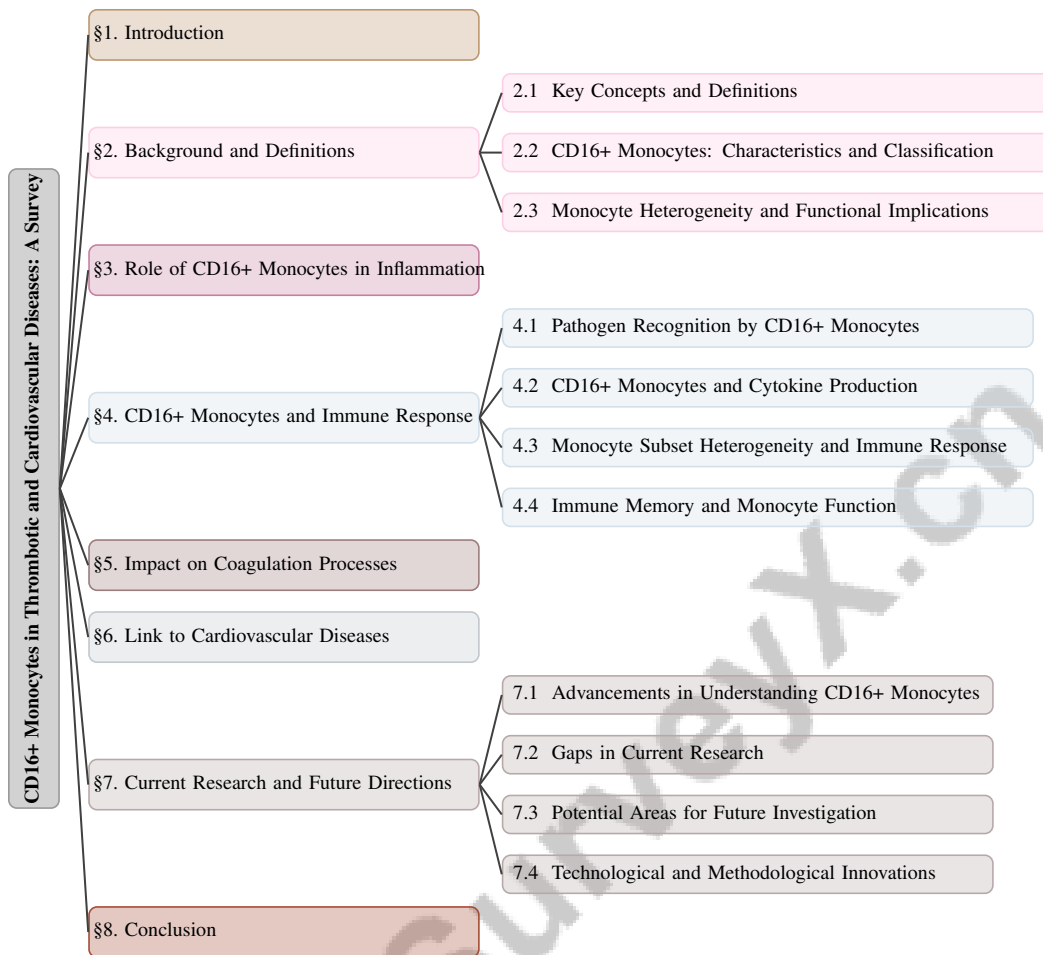 CD16+ Monocytes in Thrombotic and Cardiovascular Diseases: A Survey
§1. Introduction
§2. Background and Definitions
2.1 Key Concepts and Definitions
2.2 CD16+ Monocytes: Characteristics and Classification
2.3 Monocyte Heterogeneity and Functional Implications
§3. Role of CD16+ Monocytes in Inflammation
§4. CD16+ Monocytes and Immune Response
4.1 Pathogen Recognition by CD16+ Monocytes
4.2 CD16+ Monocytes and Cytokine Production
4.3 Monocyte Subset Heterogeneity and Immune Response
4.4 Immune Memory and Monocyte Function
§5. Impact on Coagulation Processes
§6. Link to Cardiovascular Diseases
§7. Current Research and Future Directions
7.1 Advancements in Understanding CD16+ Monocytes
7.2 Gaps in Current Research
7.3 Potential Areas for Future Investigation
7.4 Technological and Methodological Innovations
§8. Conclusion
SurveyX.cn